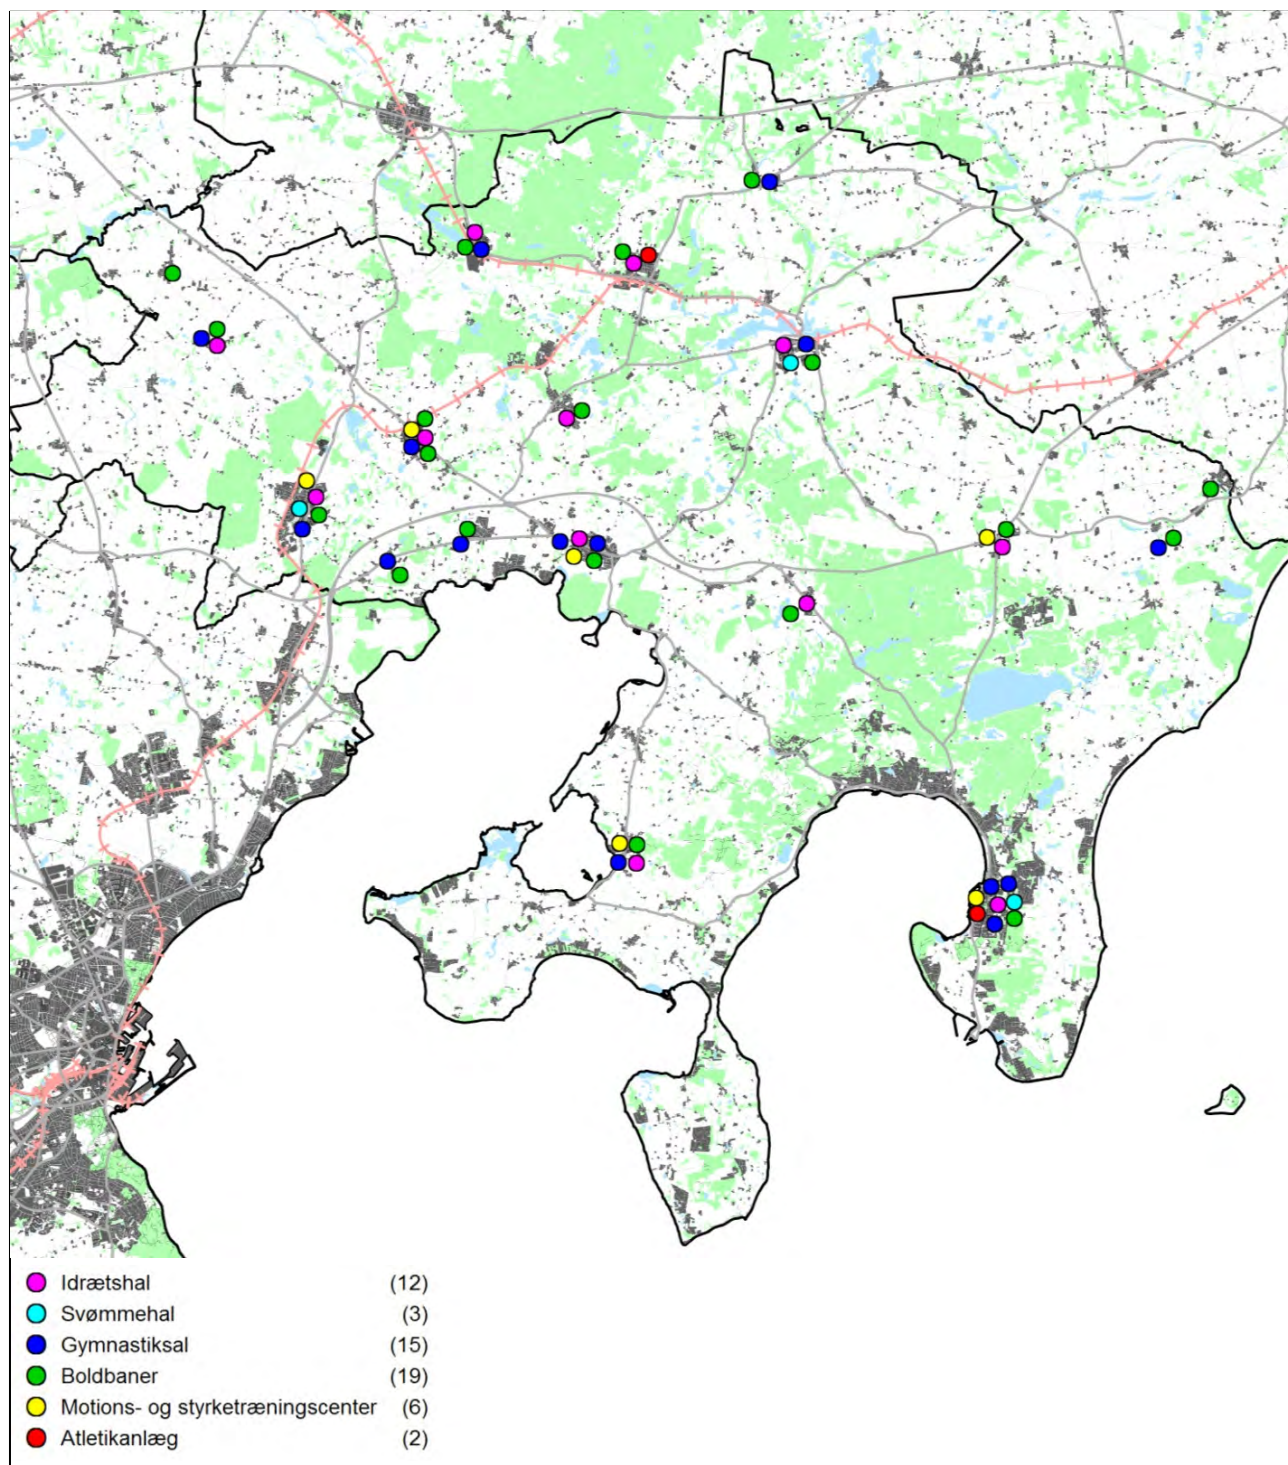 Idrætshal (12)
Svømmehal (3)
Gymnastiksal (15)
Boldbaner (19)
Motions- og styrketræningscenter (6)
Atletikanlæg (2)